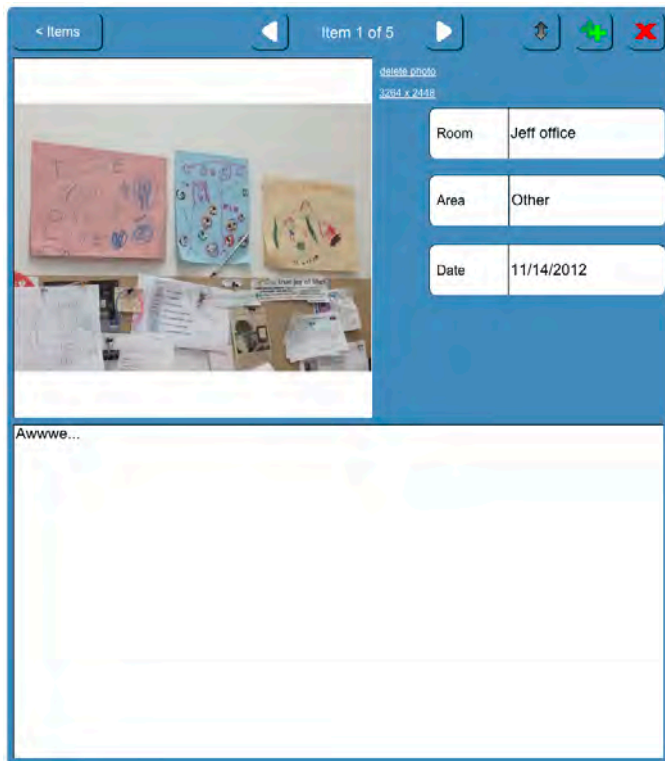 < Items
Item 1 of 5
delete photo
3264 x 2448
Room
Jeff office
Area
Other
Date
11/14/2012
Awwwe...